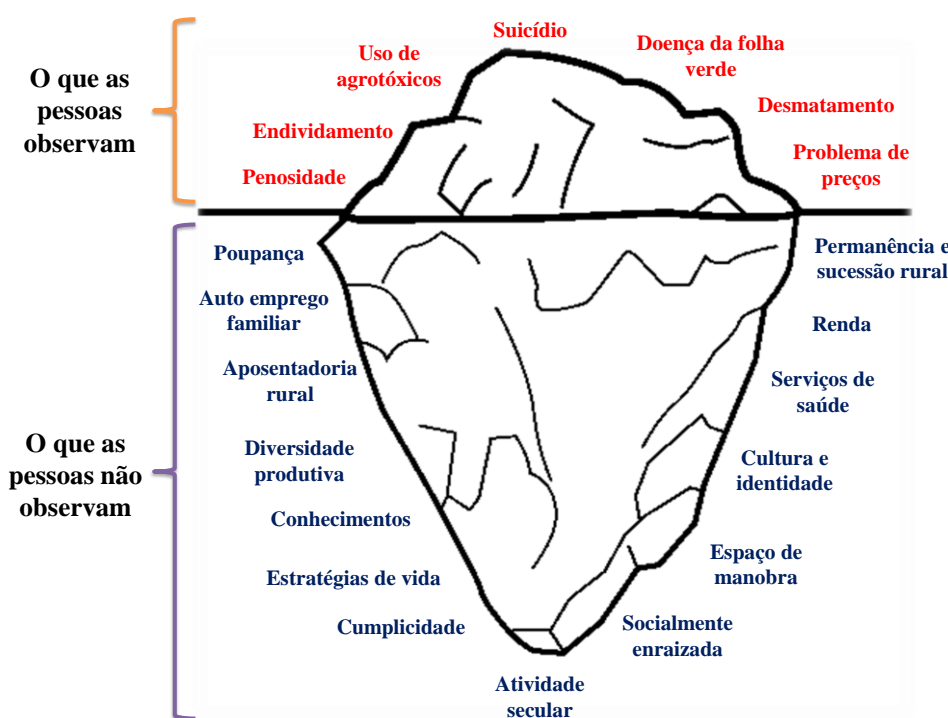 O que as
pessoas
observam
Suicídio
Uso de
agrotóxicos
Doença da folha
verde
Endividamento
Desmatamento
Penosidade
Problema de
preços
O que as
pessoas não
observam
Poupança
Permanência e
sucessão rural
Auto emprego
familiar
Renda
Aposentadoria
rural
Serviços de
saúde
Diversidade
produtiva
Cultura e
identidade
Conhecimentos
Espaço de
manobra
Estratégias de vida
Cumplicidade
Socialmente
enraizada
Atividade
secular